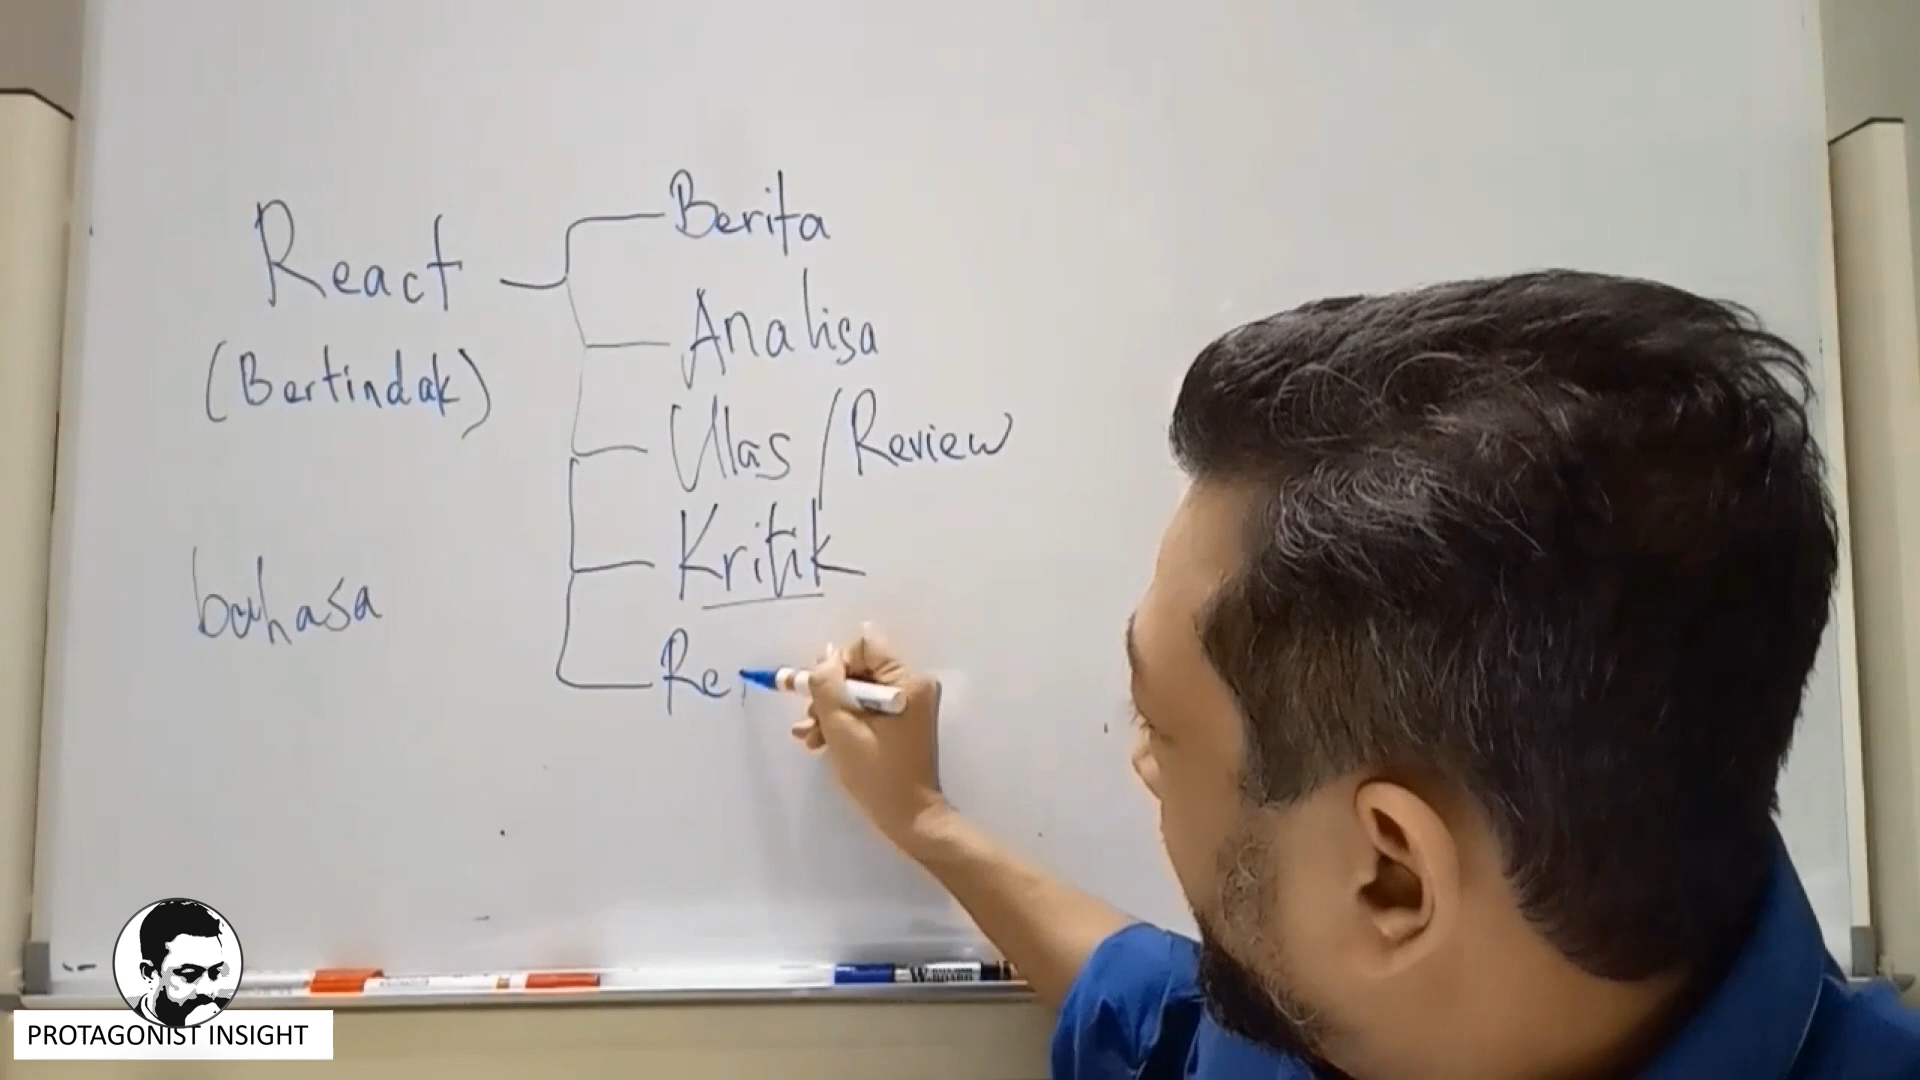 React
(Bertindak)
bahasa
Berita
Analisa
Ulas / Review
Kritik
Re
PROTAGONIST INSIGHT